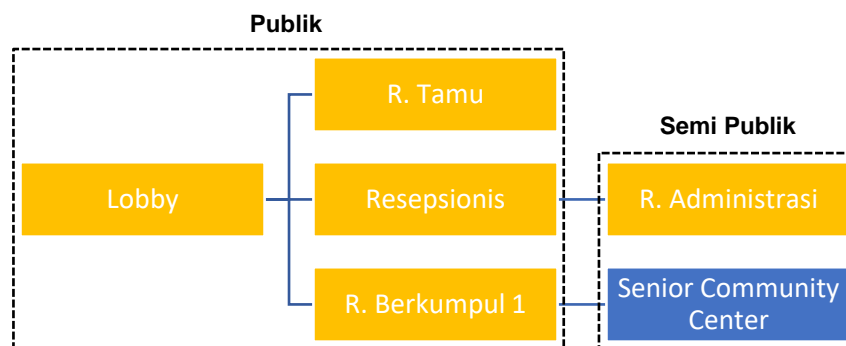 Publik
R. Tamu
Semi Publik
Lobby
Resepsionis
R. Administrasi
R. Berkumpul 1
Senior Community
Center